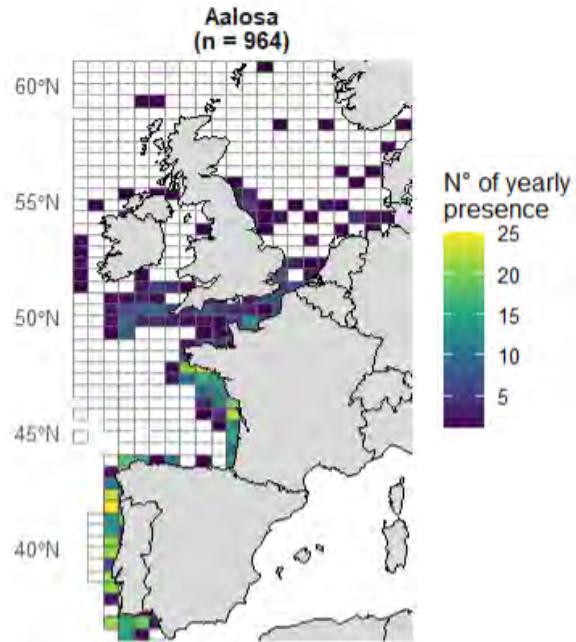 Aalosa
(n = 964)
60°N
55°N
50°N
45°N
40°N
N° of yearly
presence
25
20
15
10
5